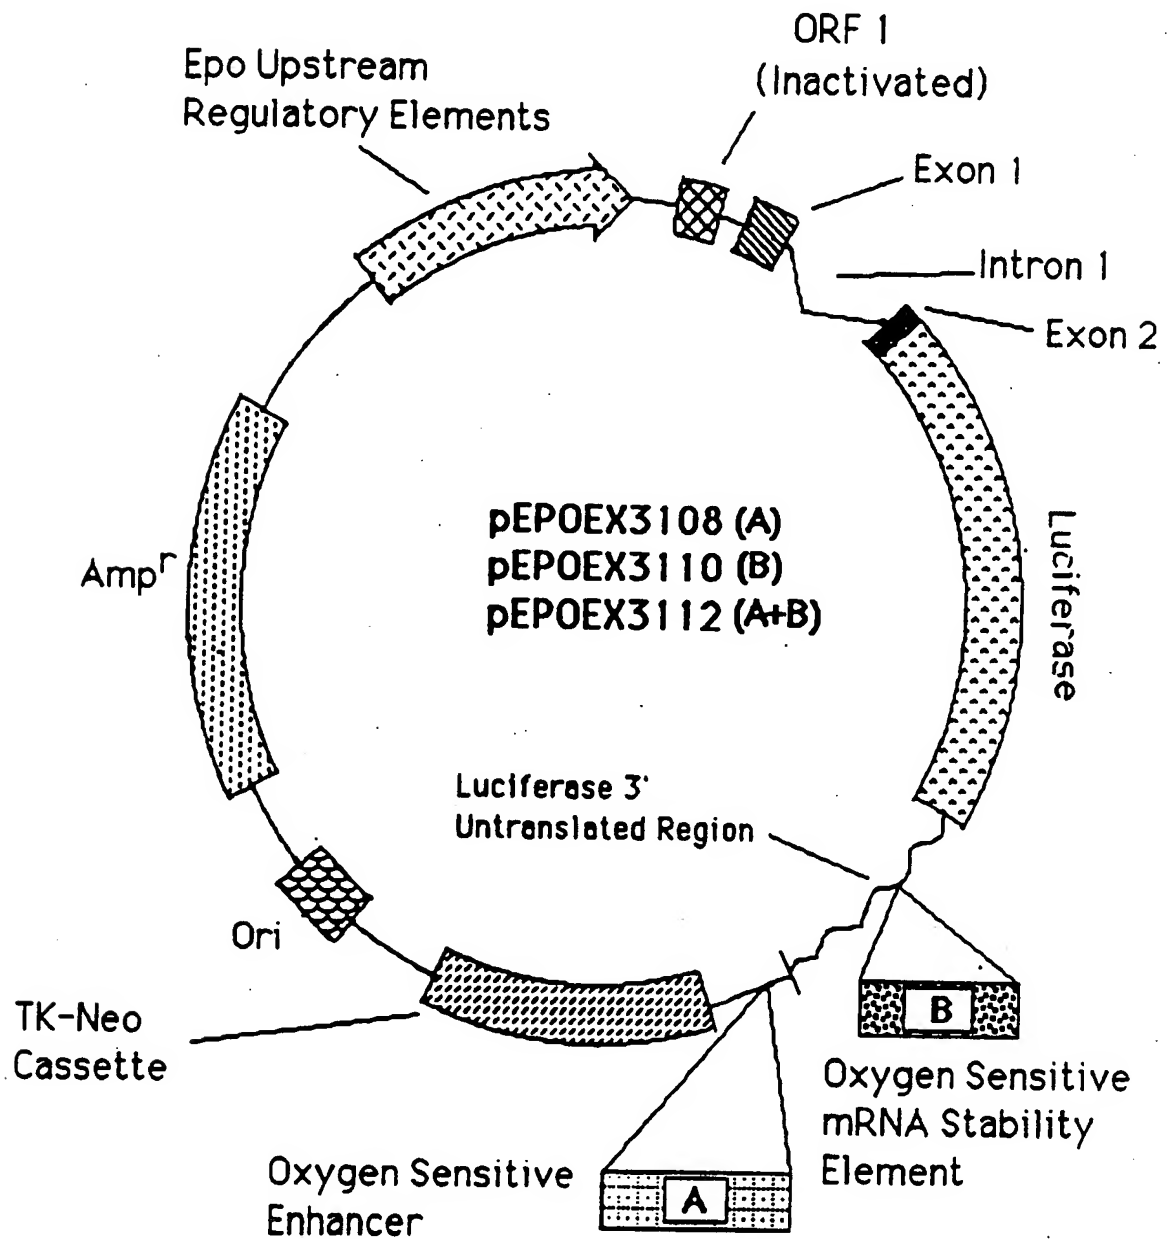 ORF 1
(Inactivated)
Epo Upstream
Regulatory Elements
Exon 1
Intron 1
Exon 2
Luciferase
pEPOEX3108 (A)
pEPOEX3110 (B)
pEPOEX3112 (A+B)
Amp^r
Luciferase 3'
Untranslated Region
Ori
TK-Neo
Cassette
B
Oxygen Sensitive
mRNA Stability
Element
A
Oxygen Sensitive
Enhancer